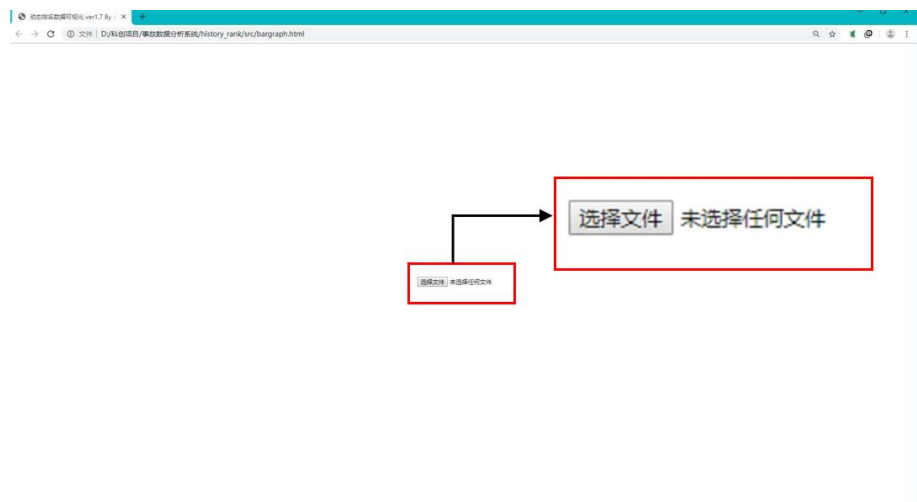 动态排名数据可视化 ver1.7 By
文件 | D:/科创项目/事故数据分析系统/history_rank/src/bargraph.html
选择文件 未选择任何文件
选择文件 未选择任何文件